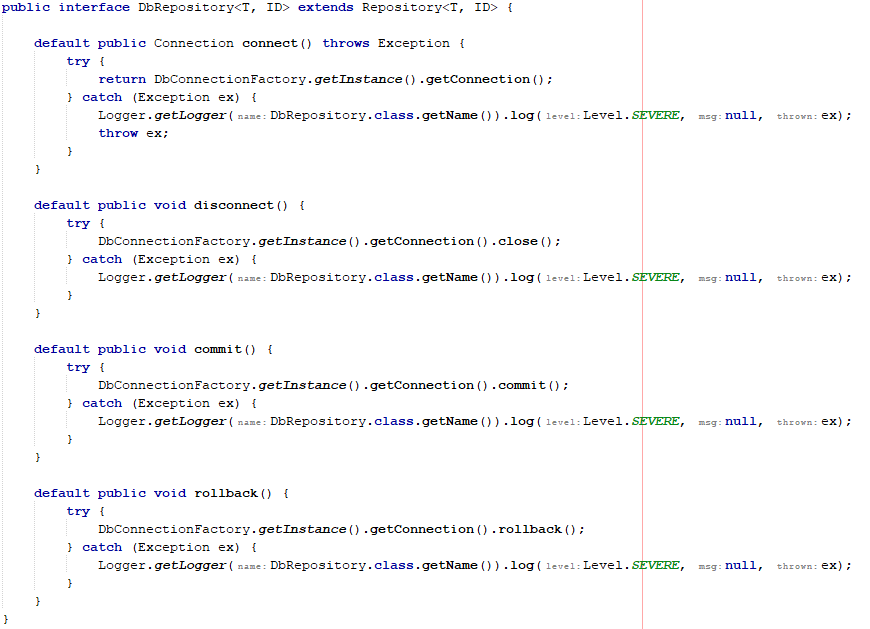 public interface DbRepository<T, ID> extends Repository<T, ID> {
default public Connection connect() throws Exception {
try {
return DbConnectionFactory.getInstance().getConnection();
} catch (Exception ex) {
Logger.getLogger( name: DbRepository.class.getName()).log( level: Level.SEVERE, msg: null, thrown: ex);
throw ex;
}
}
default public void disconnect() {
try {
DbConnectionFactory.getInstance().getConnection().close();
} catch (Exception ex) {
Logger.getLogger( name: DbRepository.class.getName()).log( level: Level.SEVERE, msg: null, thrown: ex);
}
}
default public void commit() {
try {
DbConnectionFactory.getInstance().getConnection().commit();
} catch (Exception ex) {
Logger.getLogger( name: DbRepository.class.getName()).log( level: Level.SEVERE, msg: null, thrown: ex);
}
}
default public void rollback() {
try {
DbConnectionFactory.getInstance().getConnection().rollback();
} catch (Exception ex) {
Logger.getLogger( name: DbRepository.class.getName()).log( level: Level.SEVERE, msg: null, thrown: ex);
}
}
}